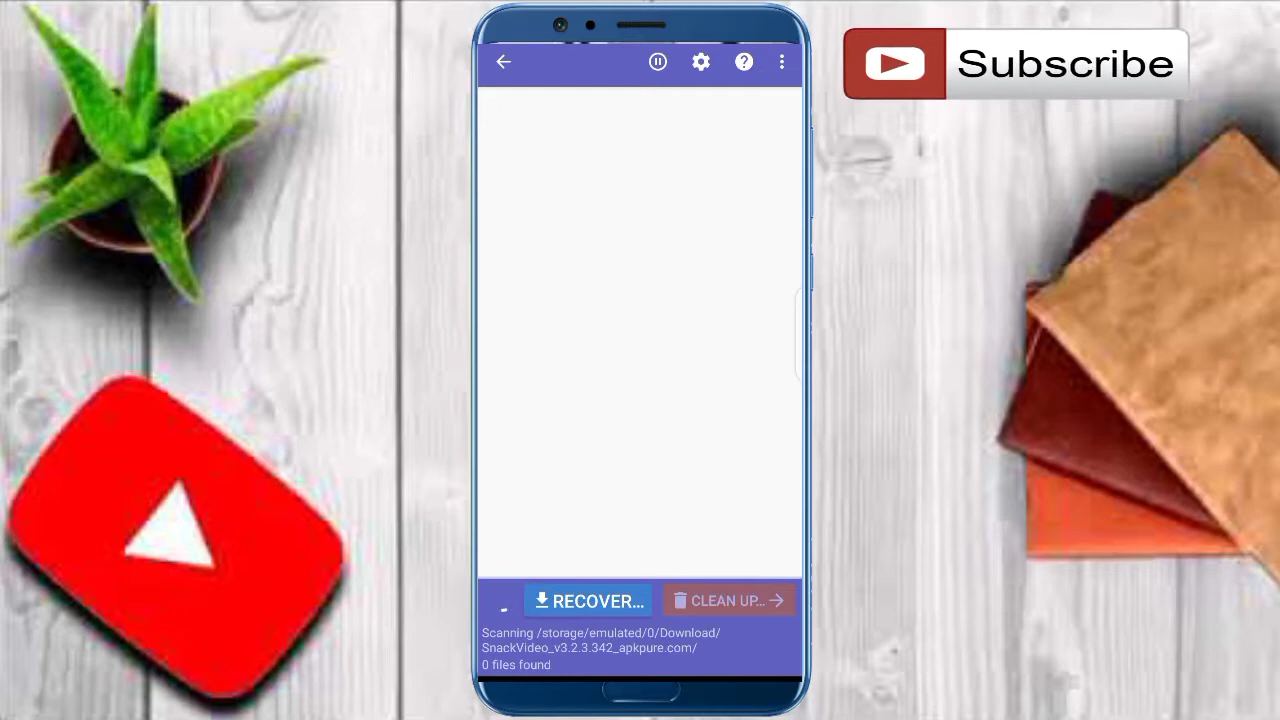 Subscribe
RECOVER...
CLEAN UP...
Scanning /storage/emulated/0/Download/
SnackVideo_v3.2.3.342_apkpure.com/
0 files found